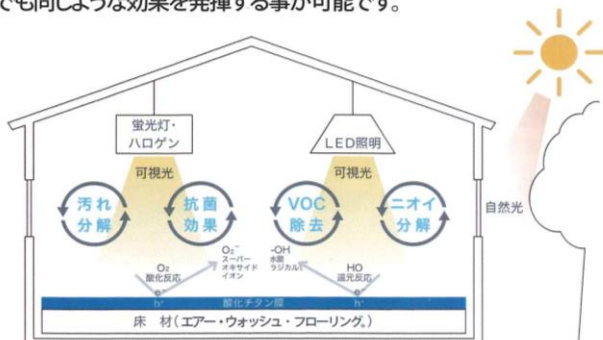 でも同じような効果を発揮する事が可能です。
蛍光灯・
ハロゲン
LED照明
可視光
可視光
汚れ
分解
抗菌
効果
VOC
除去
ニオイ
分解
自然光
O₂
酸化反応
O₂⁻
スーパー
オキサイド
イオン
-OH
水酸
ラジカル
HO
還元反応
e⁻
e⁻
h⁺
酸化チタン膜
h⁺
床 材(エアー・ウォッシュ・フローリング®)